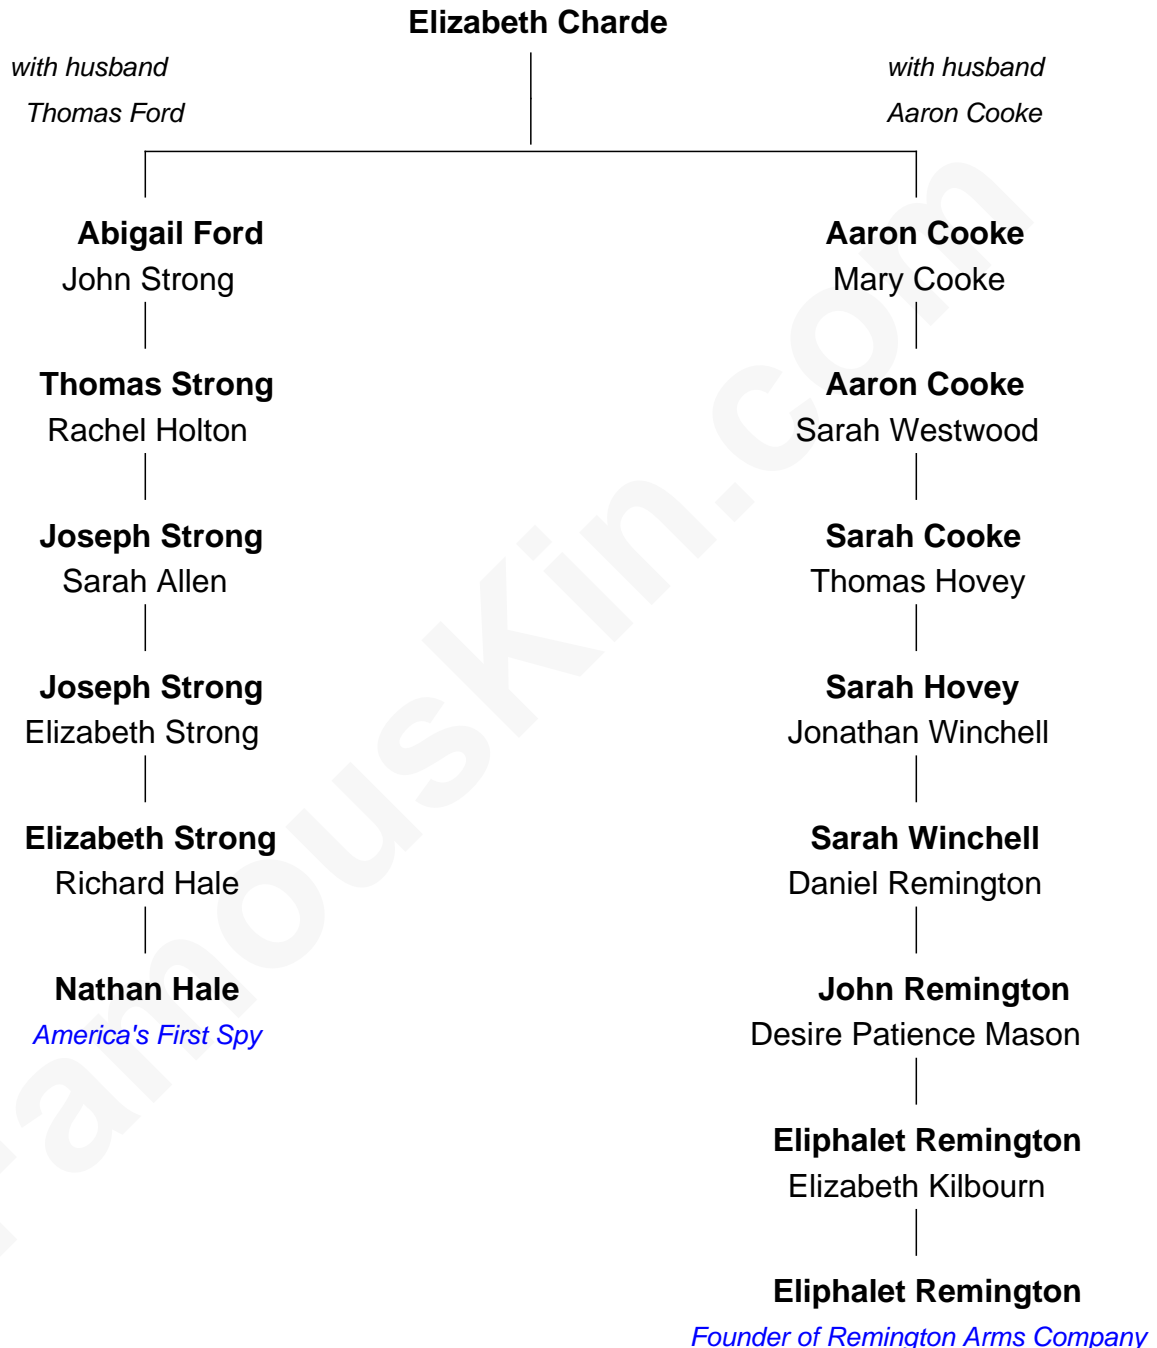 Elizabeth Charde
with husband
Thomas Ford
with husband
Aaron Cooke
Abigail Ford
John Strong
Thomas Strong
Rachel Holton
Joseph Strong
Sarah Allen
Joseph Strong
Elizabeth Strong
Elizabeth Strong
Richard Hale
Nathan Hale
America's First Spy
Aaron Cooke
Mary Cooke
Aaron Cooke
Sarah Westwood
Sarah Cooke
Thomas Hovey
Sarah Hovey
Jonathan Winchell
Sarah Winchell
Daniel Remington
John Remington
Desire Patience Mason
Eliphalet Remington
Elizabeth Kilbourn
Eliphalet Remington
Founder of Remington Arms Company
FamousKin.com